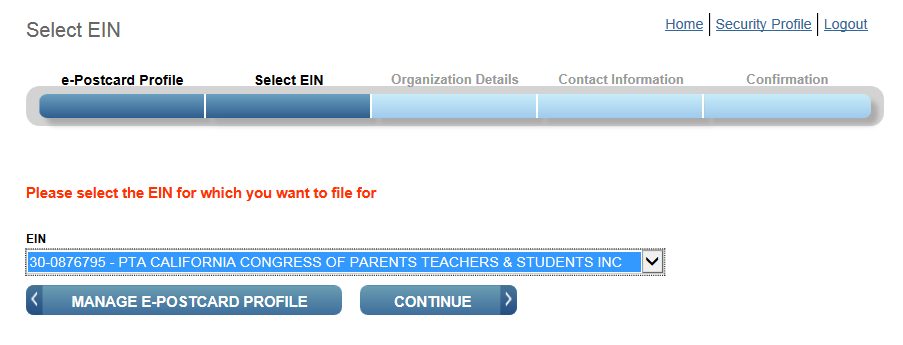 Select EIN
Home Security Profile Logout
e-Postcard Profile Select EIN Organization Details Contact Information Confirmation
Please select the EIN for which you want to file for
EIN
30-0876795 - PTA CALIFORNIA CONGRESS OF PARENTS TEACHERS & STUDENTS INC
MANAGE E-POSTCARD PROFILE CONTINUE